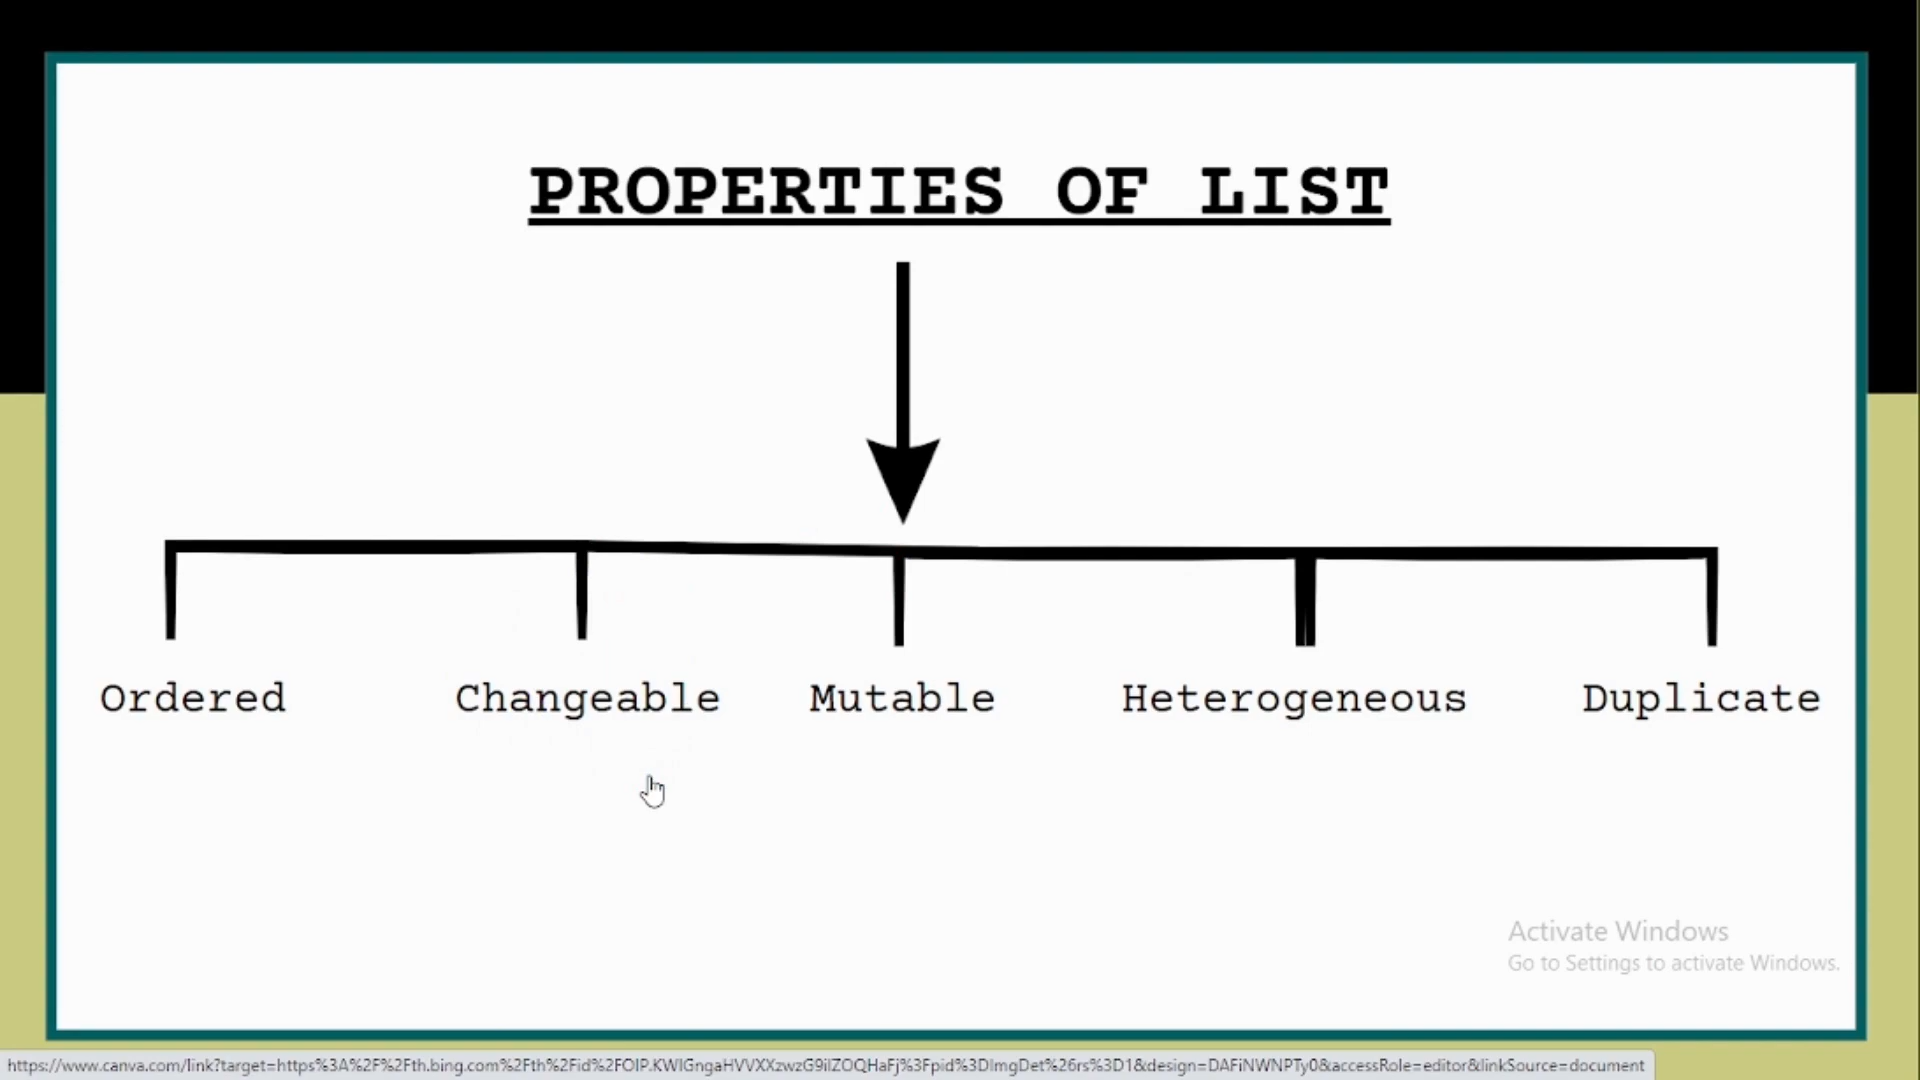 PROPERTIES OF LIST
Ordered Changeable Mutable Heterogeneous Duplicate
Activate Windows
Go to Settings to activate Windows.
https://www.canva.com/link?target=https%3A%2F%2Fth.bing.com%2Fth%2Fid%2FOIP.KWIGngaHVVXXzwzG9iIZOQHaFj%3Fpid%3DImgDet%26rs%3D1&design=DAFiNWNPTy0&accessRole=editor&linkSource=document